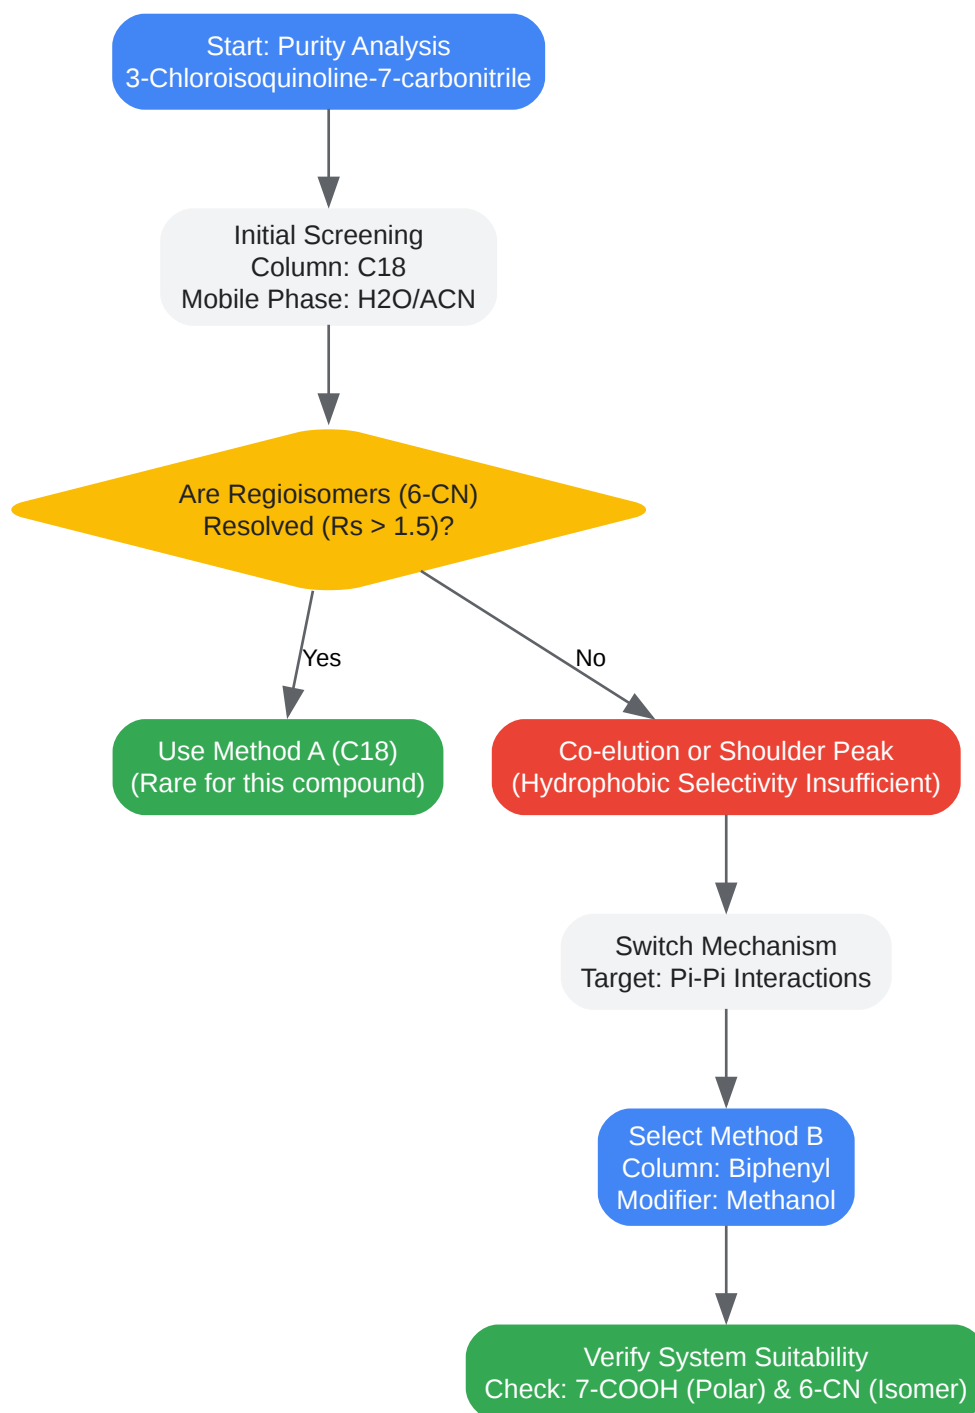 Start: Purity Analysis
3-Chloroisoquinoline-7-carbonitrile
Initial Screening
Column: C18
Mobile Phase: H2O/ACN
Are Regioisomers (6-CN)
Resolved (Rs > 1.5)?
Yes
No
Use Method A (C18)
(Rare for this compound)
Co-elution or Shoulder Peak
(Hydrophobic Selectivity Insufficient)
Switch Mechanism
Target: Pi-Pi Interactions
Select Method B
Column: Biphenyl
Modifier: Methanol
Verify System Suitability
Check: 7-COOH (Polar) & 6-CN (Isomer)